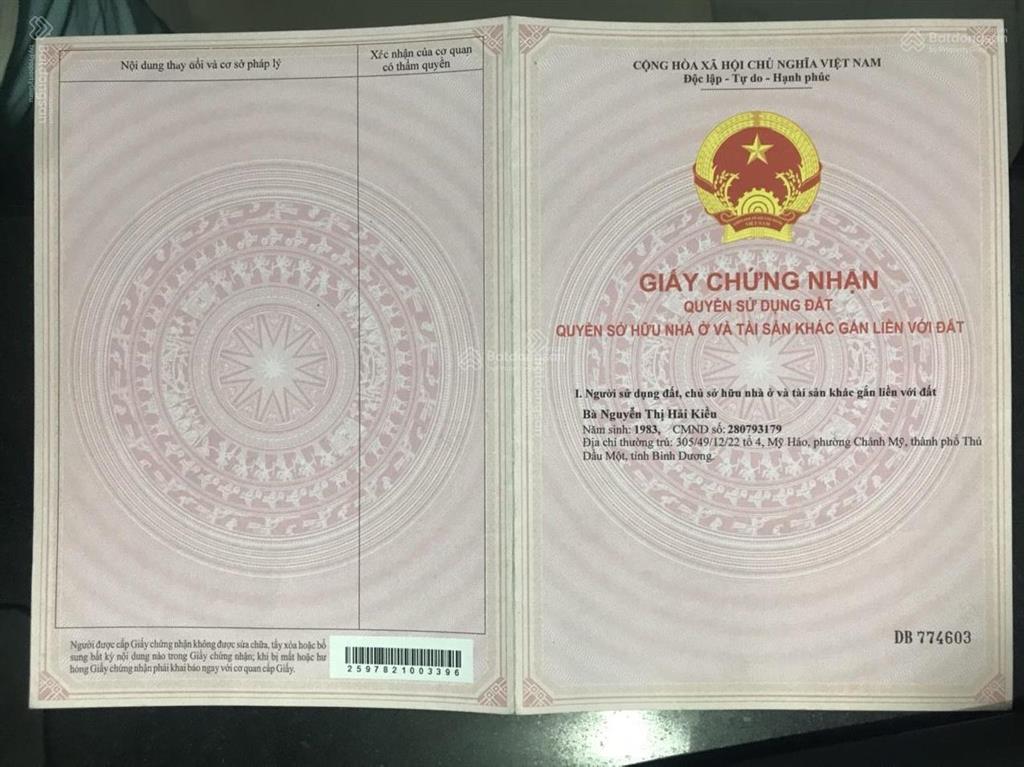 Nội dung thay đổi và cơ sở pháp lý
Xác nhận của cơ quan
có thẩm quyền
Người được cấp Giấy chứng nhận không được sửa chữa, tẩy xóa hoặc bổ
sung bất kỳ nội dung nào trong Giấy chứng nhận; khi bị mất hoặc hư
hỏng Giấy chứng nhận phải khai báo ngay với cơ quan cấp Giấy.
2597821003396
CỘNG HÒA XÃ HỘI CHỦ NGHĨA VIỆT NAM
Độc lập - Tự do - Hạnh phúc
VIỆT NAM
GIẤY CHỨNG NHẬN
QUYỀN SỬ DỤNG ĐẤT
QUYỀN SỞ HỮU NHÀ Ở VÀ TÀI SẢN KHÁC GẮN LIỀN VỚI ĐẤT
I. Người sử dụng đất, chủ sở hữu nhà ở và tài sản khác gắn liền với đất
Bà Nguyễn Thị Hải Kiều
Năm sinh: 1983, CMND số: 280793179
Địa chỉ thường trú: 305/49/12/22 tổ 4, Mỹ Hảo, phường Chánh Mỹ, thành phố Thủ
Dầu Một, tỉnh Bình Dương.
DB 774603
Batdongsan
Batdongsan
Batdongsan